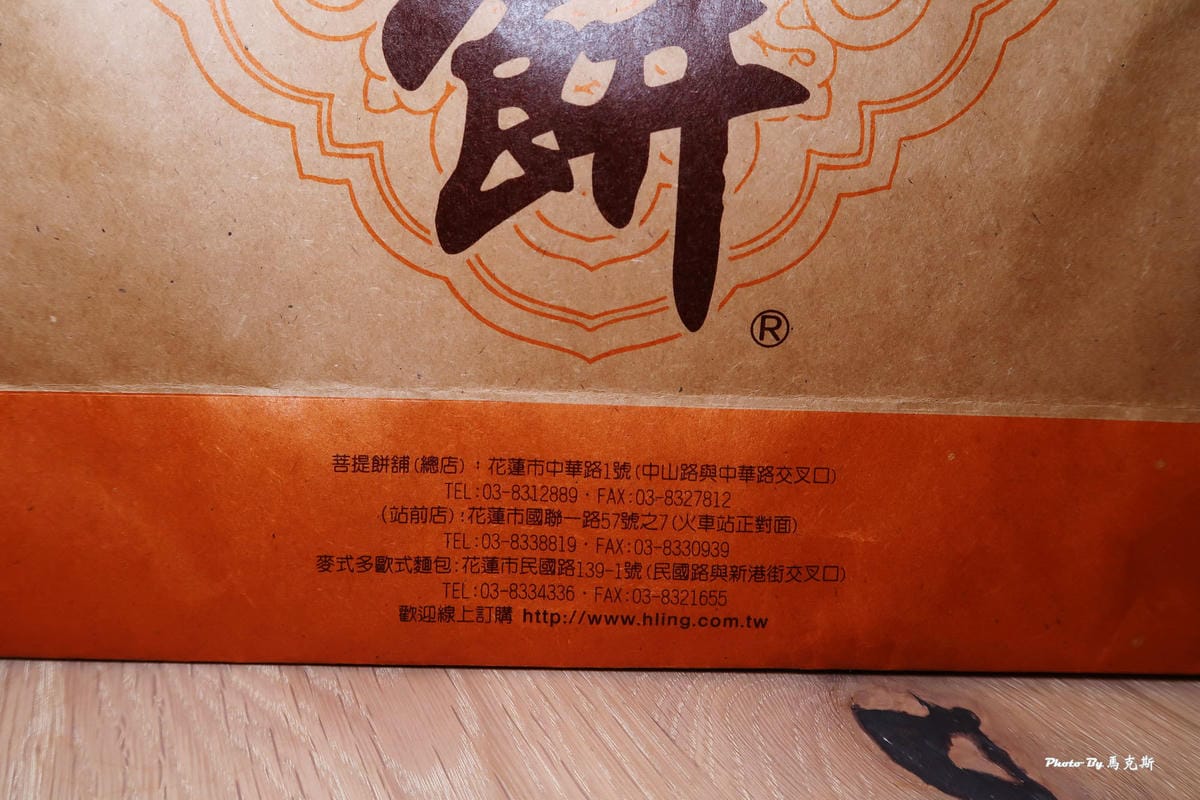 餅
®
菩提餅舖(總店)：花蓮市中華路1號(中山路與中華路交叉口)
TEL:03-8312889·FAX:03-8327812
(站前店):花蓮市國聯一路57號之7(火車站正對面)
TEL:03-8338819·FAX:03-8330939
麥式多歐式麵包:花蓮市民國路139-1號(民國路與新港街交叉口)
TEL:03-8334336·FAX:03-8321655
歡迎線上訂購 http://www.hling.com.tw
Photo By 馬克斯